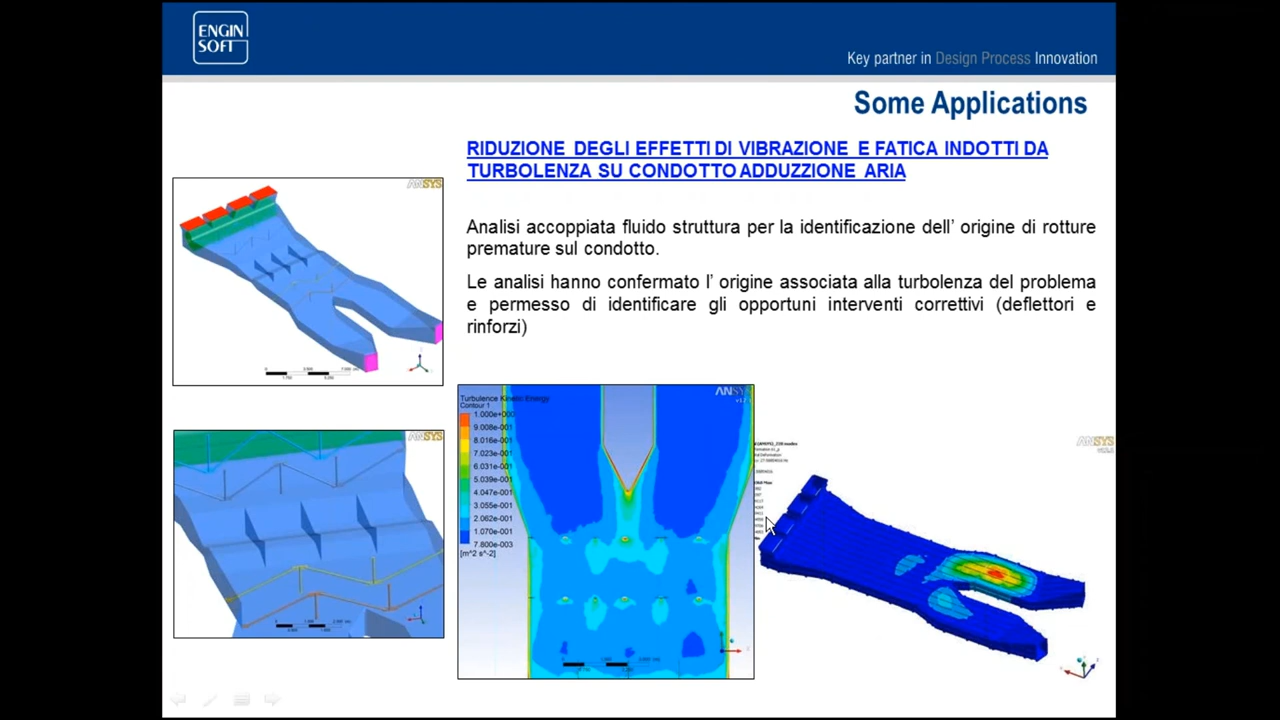 ENGIN
SOFT
Key partner in Design Process Innovation
Some Applications
RIDUZIONE DEGLI EFFETTI DI VIBRAZIONE E FATICA INDOTTI DA
TURBOLENZA SU CONDOTTO ADDUZZIONE ARIA
Analisi accoppiata fluido struttura per la identificazione dell' origine di rotture
premature sul condotto.
Le analisi hanno confermato l' origine associata alla turbolenza del problema
e permesso di identificare gli opportuni interventi correttivi (deflettori e
rinforzi)
ANSYS
ANSYS
ANSYS
Turbulence Kinetic Energy
Contour 1
1.000e+000
9.008e-001
8.016e-001
7.023e-001
6.031e-001
5.039e-001
4.047e-001
3.055e-001
2.062e-001
1.070e-001
7.800e-003
[m^2 s^-2]
ANSYS